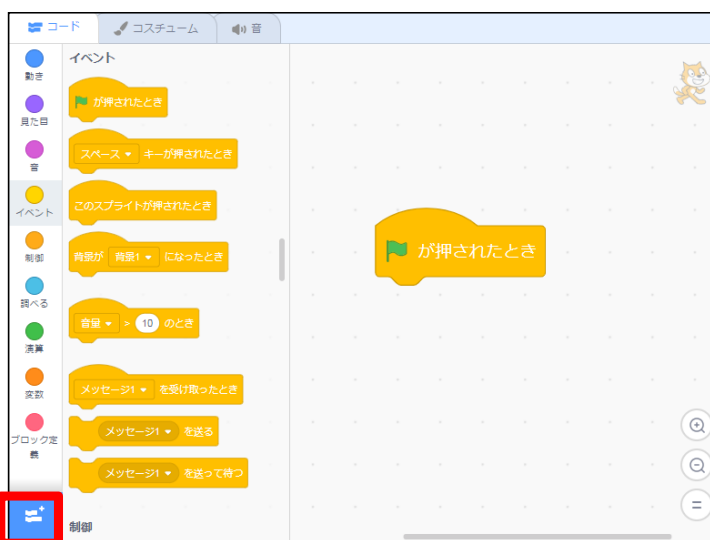 コード
コスチューム
音
動き
見た目
音
イベント
制御
調べる
演算
変数
ブロック定
義
イベント
が押されたとき
スペース キーが押されたとき
このスプライトが押されたとき
背景が 背景1 になったとき
音量 > 10 のとき
メッセージ1 を受け取ったとき
メッセージ1 を送る
メッセージ1 を送って待つ
制御
が押されたとき